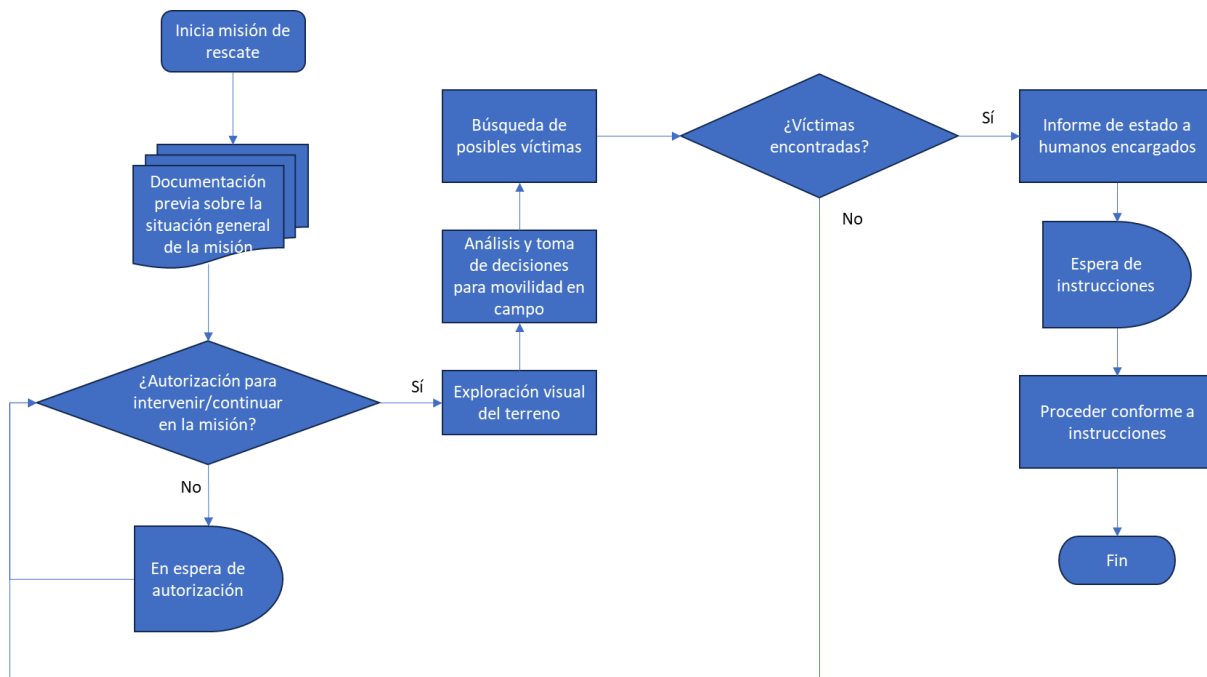 Inicia misión de
rescate
Documentación
previa sobre la
situación general
de la misión
¿Autorización para
intervenir/continuar
en la misión?
No
En espera de
autorización
Sí
Exploración visual
del terreno
Análisis y toma
de decisiones
para movilidad en
campo
Búsqueda de
posibles víctimas
¿Víctimas
encontradas?
No
Sí
Informe de estado a
humanos encargados
Espera de
instrucciones
Proceder conforme a
instrucciones
Fin